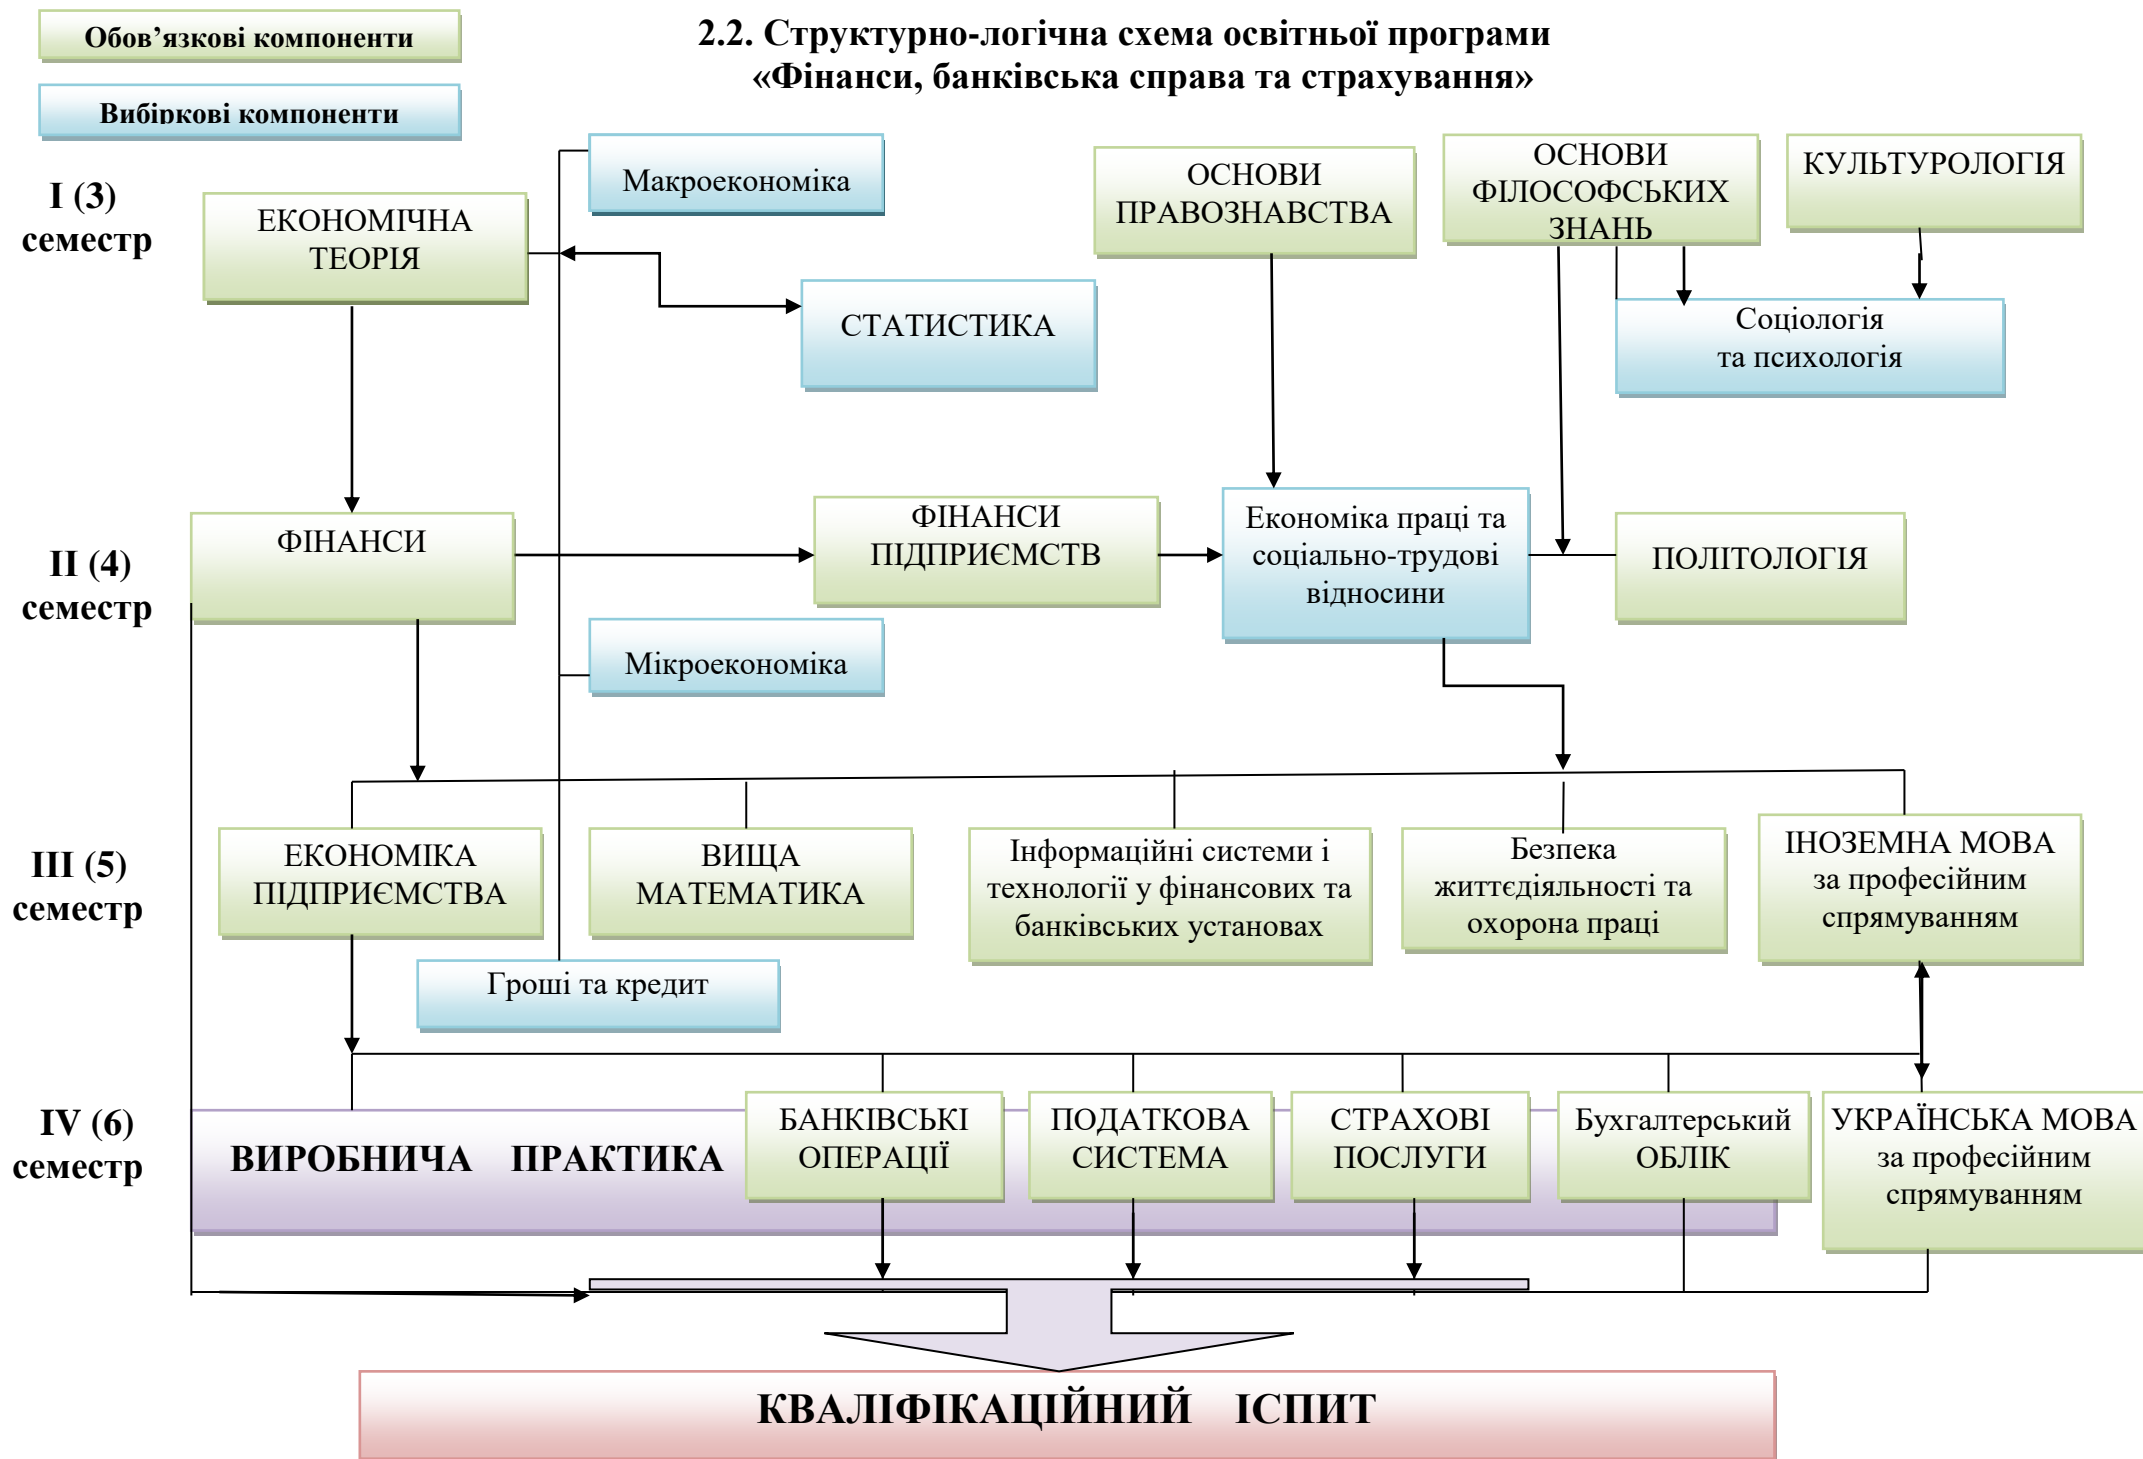 Обов’язкові компоненти
Вибіркові компоненти
2.2. Структурно-логічна схема освітньої програми
«Фінанси, банківська справа та страхування»
І (3)
семестр
ЕКОНОМІЧНА
ТЕОРІЯ
Макроекономіка
СТАТИСТИКА
ОСНОВИ
ПРАВОЗНАВСТВА
ОСНОВИ
ФІЛОСОФСЬКИХ
ЗНАНЬ
КУЛЬТУРОЛОГІЯ
Соціологія
та психологія
ІІ (4)
семестр
ФІНАНСИ
ФІНАНСИ
ПІДПРИЄМСТВ
Економіка праці та
соціально-трудові
відносини
ПОЛІТОЛОГІЯ
Мікроекономіка
ІІІ (5)
семестр
ЕКОНОМІКА
ПІДПРИЄМСТВА
ВИЩА
МАТЕМАТИКА
Інформаційні системи і
технології у фінансових та
банківських установах
Безпека
життєдіяльності та
охорона праці
ІНОЗЕМНА МОВА
за професійним
спрямуванням
Гроші та кредит
IV (6)
семестр
ВИРОБНИЧА ПРАКТИКА
БАНКІВСЬКІ
ОПЕРАЦІЇ
ПОДАТКОВА
СИСТЕМА
СТРАХОВІ
ПОСЛУГИ
Бухгалтерський
ОБЛІК
УКРАЇНСЬКА МОВА
за професійним
спрямуванням
КВАЛІФІКАЦІЙНИЙ ІСПИТ